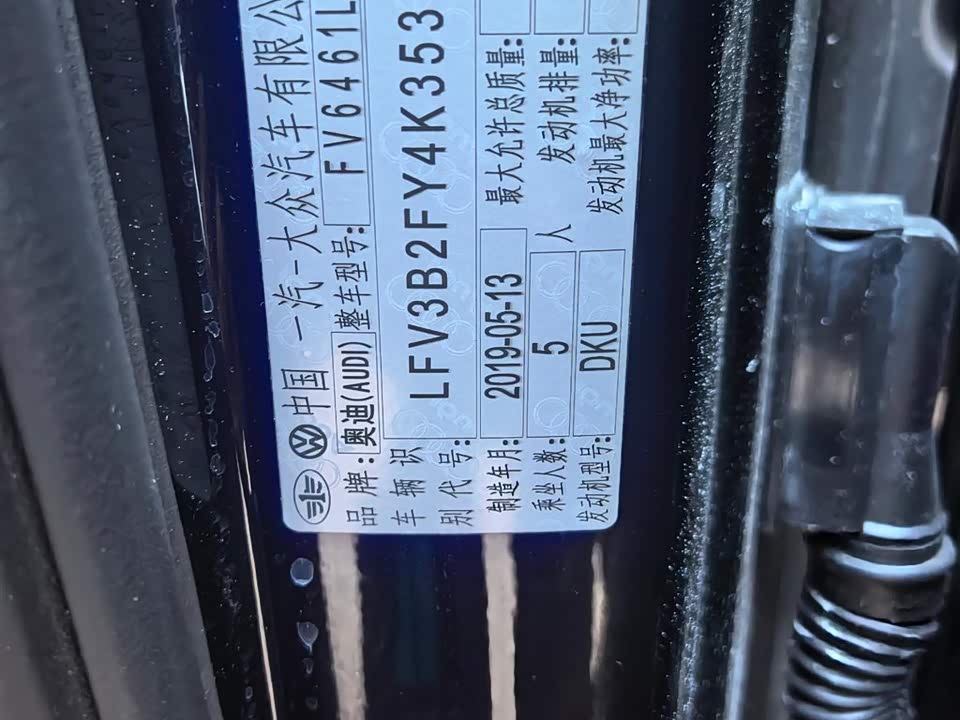 中国 一汽-大众汽车有限公
品牌: 奥迪(AUDI) 整车型号: FV6461L
车辆识别代号: LFV3B2FY4K353
制造年月: 2019-05-13 最大允许总质量:
乘坐人数: 5 人 发动机排量:
发动机型号: DKU 发动机最大净功率: